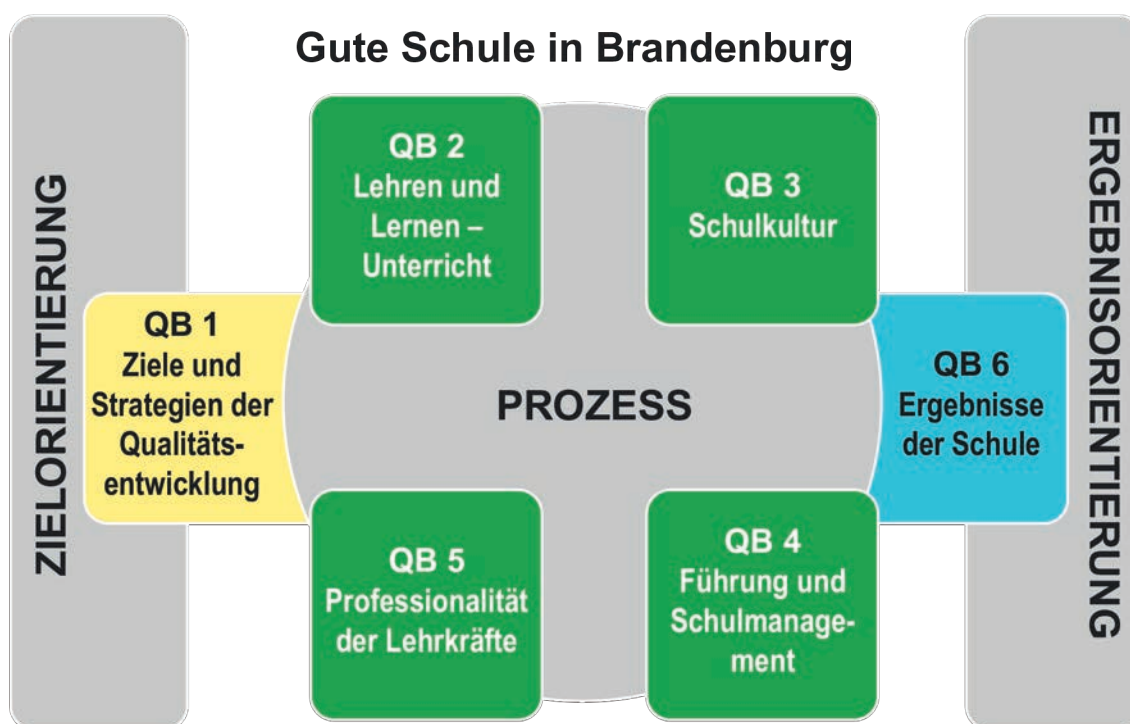 Gute Schule in Brandenburg
ZIELORIENTIERUNG
QB 1
Ziele und
Strategien der
Qualitäts-
entwicklung
QB 2
Lehren und
Lernen –
Unterricht
QB 3
Schulkultur
PROZESS
QB 5
Professionalität
der Lehrkräfte
QB 4
Führung und
Schulmanage-
ment
QB 6
Ergebnisse
der Schule
ERGEBNISORIENTIERUNG